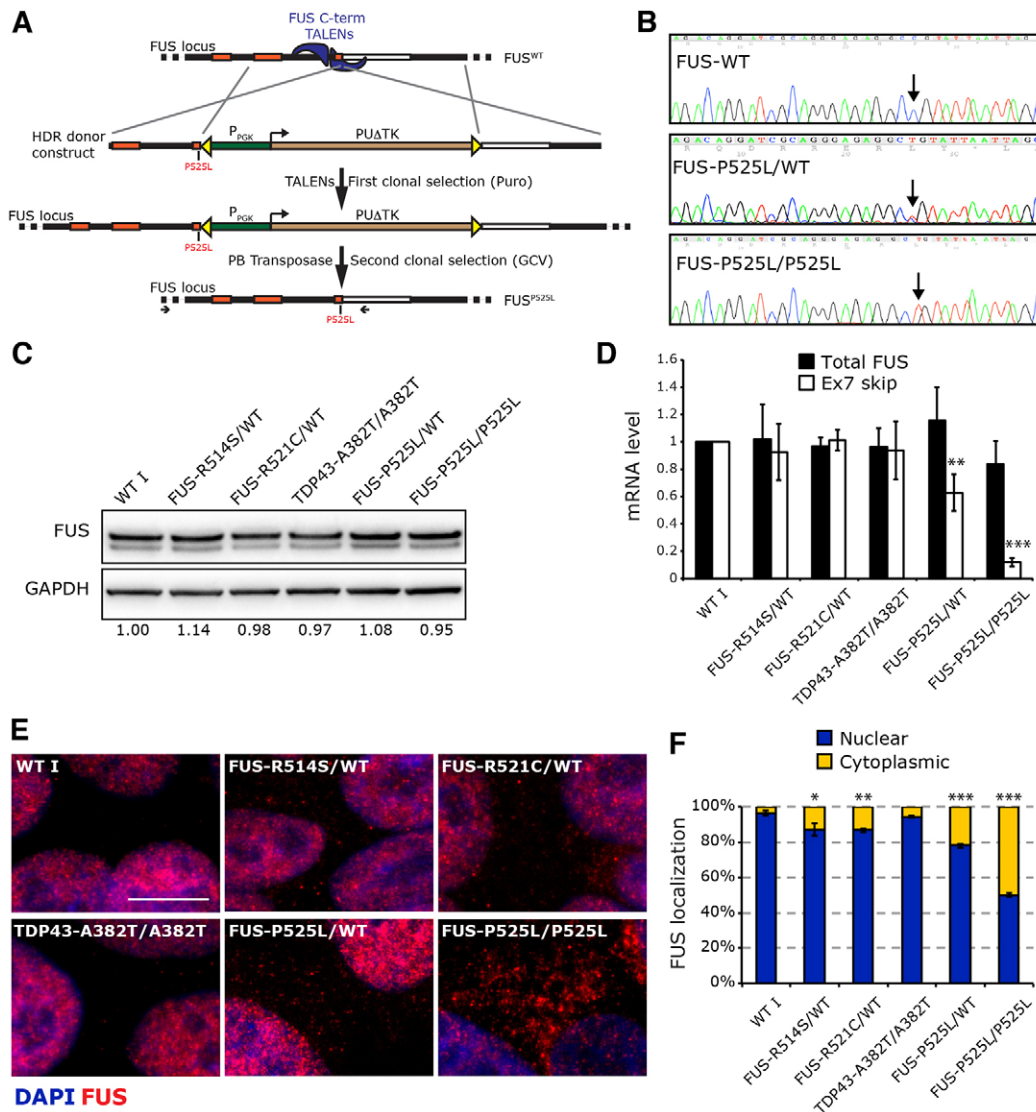 A
FUS C-term
TALENs
FUS locus
FUSWT
HDR donor
construct
PPGK
PUΔTK
P525L
TALENs
First clonal selection (Puro)
FUS locus
PPGK
PUΔTK
P525L
PB Transposase
Second clonal selection (GCV)
FUS locus
FUSP525L
P525L
B
FUS-WT
FUS-P525L/WT
FUS-P525L/P525L
C
WT I
FUS-R514S/WT
FUS-R521C/WT
TDP43-A382T/A382T
FUS-P525L/WT
FUS-P525L/P525L
FUS
GAPDH
1.00 1.14 0.98 0.97 1.08 0.95
D
Total FUS
Ex7 skip
mRNA level
1.6
1.4
1.2
1
0.8
0.6
0.4
0.2
0
**
***
WT I
FUS-R514S/WT
FUS-R521C/WT
TDP43-A382T/A382T
FUS-P525L/WT
FUS-P525L/P525L
E
WT I
FUS-R514S/WT
FUS-R521C/WT
TDP43-A382T/A382T
FUS-P525L/WT
FUS-P525L/P525L
DAPI FUS
F
Nuclear
Cytoplasmic
* ** *** ***
FUS localization
100%
80%
60%
40%
20%
0%
WT I
FUS-R514S/WT
FUS-R521C/WT
TDP43-A382T/A382T
FUS-P525L/WT
FUS-P525L/P525L